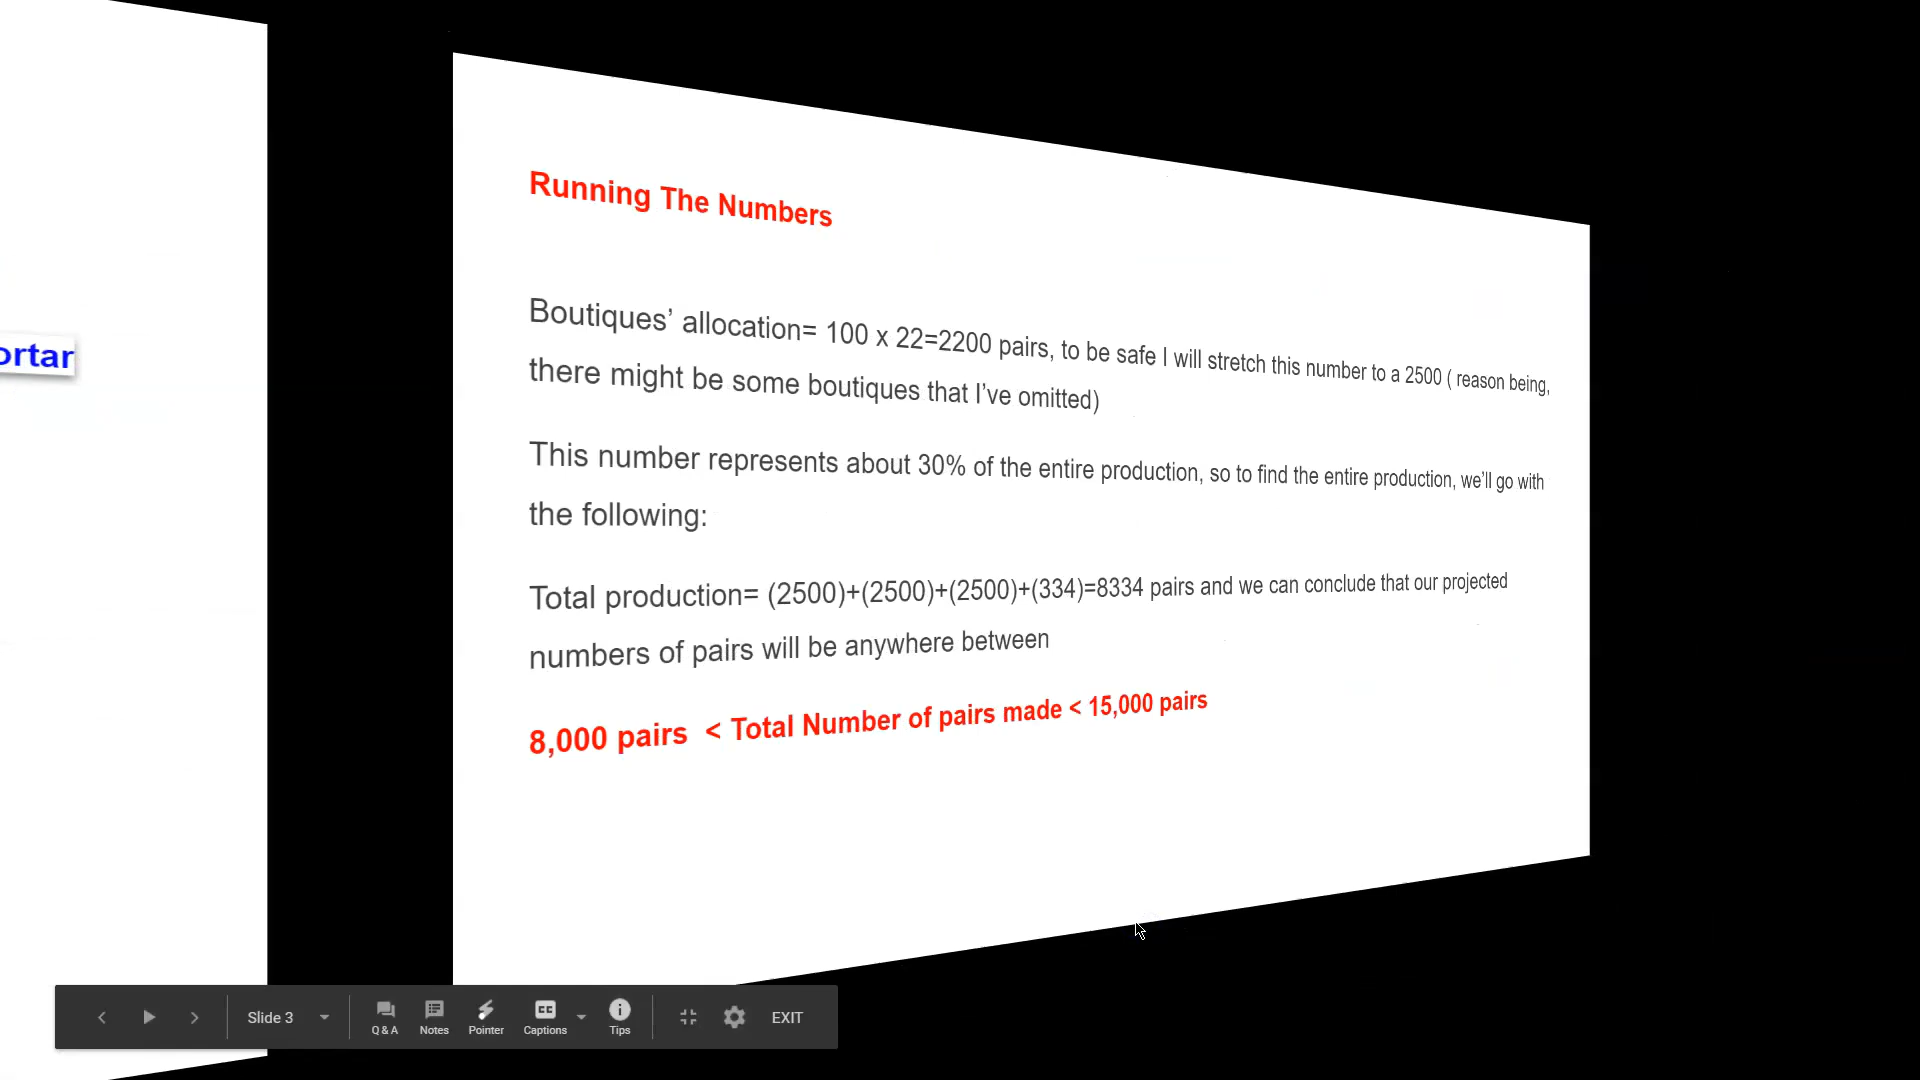 ortar
Running The Numbers
Boutiques’ allocation= 100 x 22=2200 pairs, to be safe I will stretch this number to a 2500 ( reason being,
there might be some boutiques that I’ve omitted)
This number represents about 30% of the entire production, so to find the entire production, we’ll go with
the following:
Total production= (2500)+(2500)+(2500)+(334)=8334 pairs and we can conclude that our projected
numbers of pairs will be anywhere between
8,000 pairs < Total Number of pairs made < 15,000 pairs
Slide 3
Q & A
Notes
Pointer
CC
Captions
Tips
EXIT